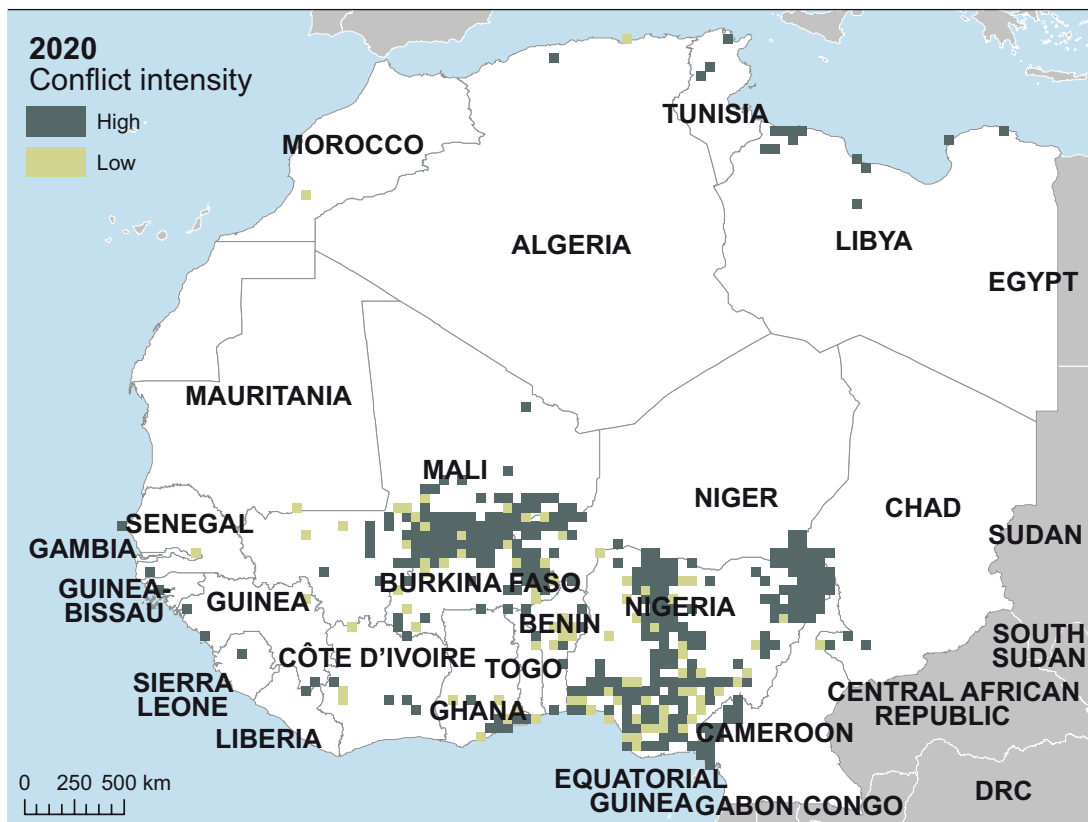 2020
Conflict intensity
High
Low
MOROCCO
TUNISIA
ALGERIA
LIBYA
EGYPT
MAURITANIA
MALI
NIGER
CHAD
SENEGAL
SUDAN
GAMBIA
GUINEA-
BISSAU
GUINEA
BURKINA FASO
NIGERIA
BENIN
SOUTH
SUDAN
CÔTE D'IVOIRE
TOGO
SIERRA
LEONE
GHANA
CENTRAL AFRICAN
REPUBLIC
LIBERIA
CAMEROON
EQUATORIAL
GUINEA
GABON
CONGO
DRC
0 250 500 km